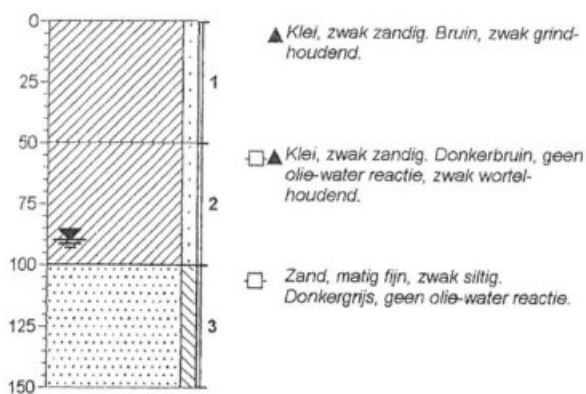 0
25
50
75
100
125
150
1
2
3
Klei, zwak zandig. Bruin, zwak grind-
houdend.
Klei, zwak zandig. Donkerbruin, geen
olie-water reactie, zwak wortel-
houdend.
Zand, matig fijn, zwak siltig.
Donkergrijs, geen olie-water reactie.